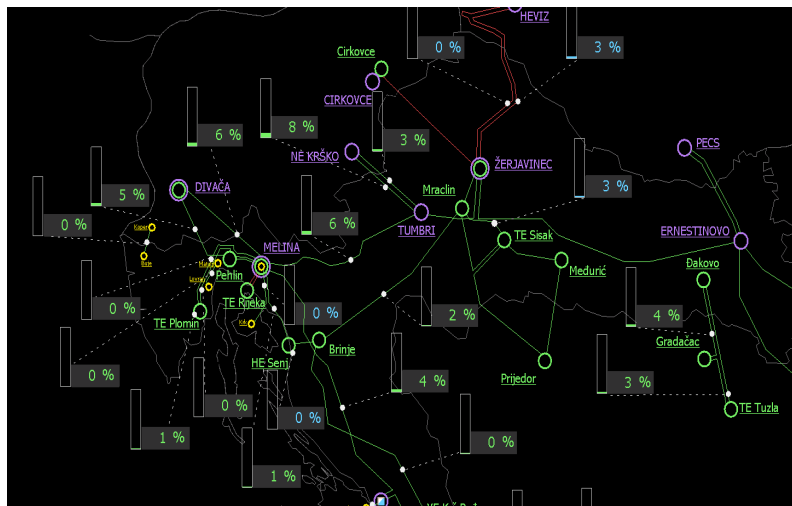 HEVIZ
0 %
3 %
Cirkovce
CIRKOVCE
6 %
8 %
3 %
NE KRŠKO
ŽERJAVINEC
PECS
DIVAČA
5 %
Mraclin
3 %
0 %
6 %
TUMBRI
TE Sisak
ERNESTINOVO
MELINA
Pehlin
Međurić
Đakovo
TE Rijeka
0 %
0 %
2 %
4 %
TE Plomin
Gradačac
HE Senj
Brinje
0 %
4 %
Prijedor
3 %
0 %
0 %
TE Tuzla
1 %
0 %
1 %